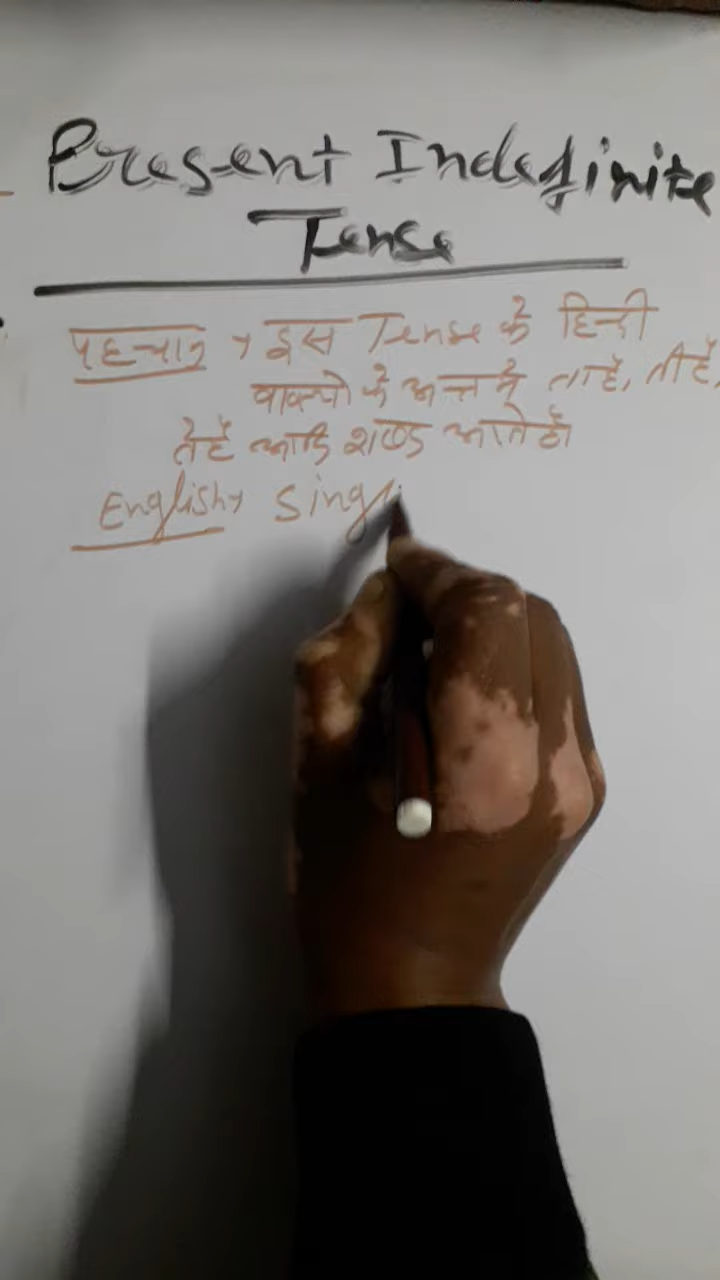 Present Indefinite
Tense
पहचान → इस Tense के हिन्दी
वाक्यो के अन्त मे ता है, ती है,
ते हैं आदि शब्द आते हैं
English → Sing